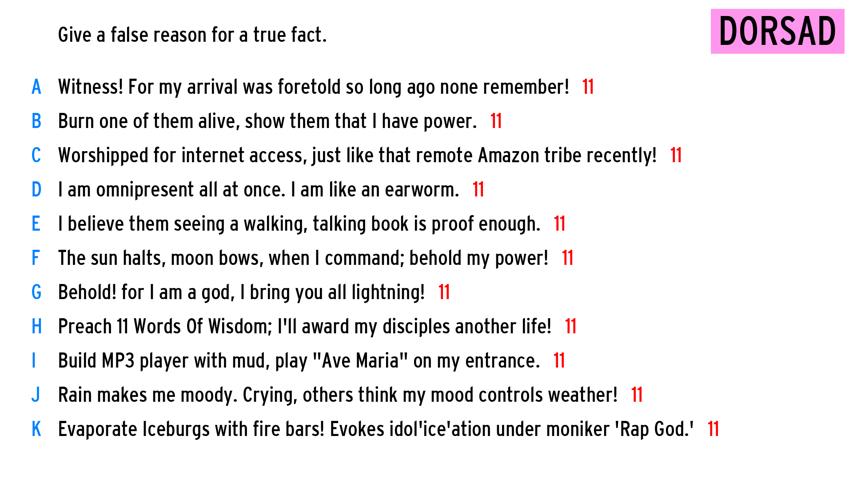 Give a false reason for a true fact.
DORSAD
A Witness! For my arrival was foretold so long ago none remember! 11
B Burn one of them alive, show them that I have power. 11
C Worshipped for internet access, just like that remote Amazon tribe recently! 11
D I am omnipresent all at once. I am like an earworm. 11
E I believe them seeing a walking, talking book is proof enough. 11
F The sun halts, moon bows, when I command; behold my power! 11
G Behold! for I am a god, I bring you all lightning! 11
H Preach 11 Words Of Wisdom; I'll award my disciples another life! 11
I Build MP3 player with mud, play "Ave Maria" on my entrance. 11
J Rain makes me moody. Crying, others think my mood controls weather! 11
K Evaporate Iceburgs with fire bars! Evokes idol'ice'ation under moniker 'Rap God.' 11